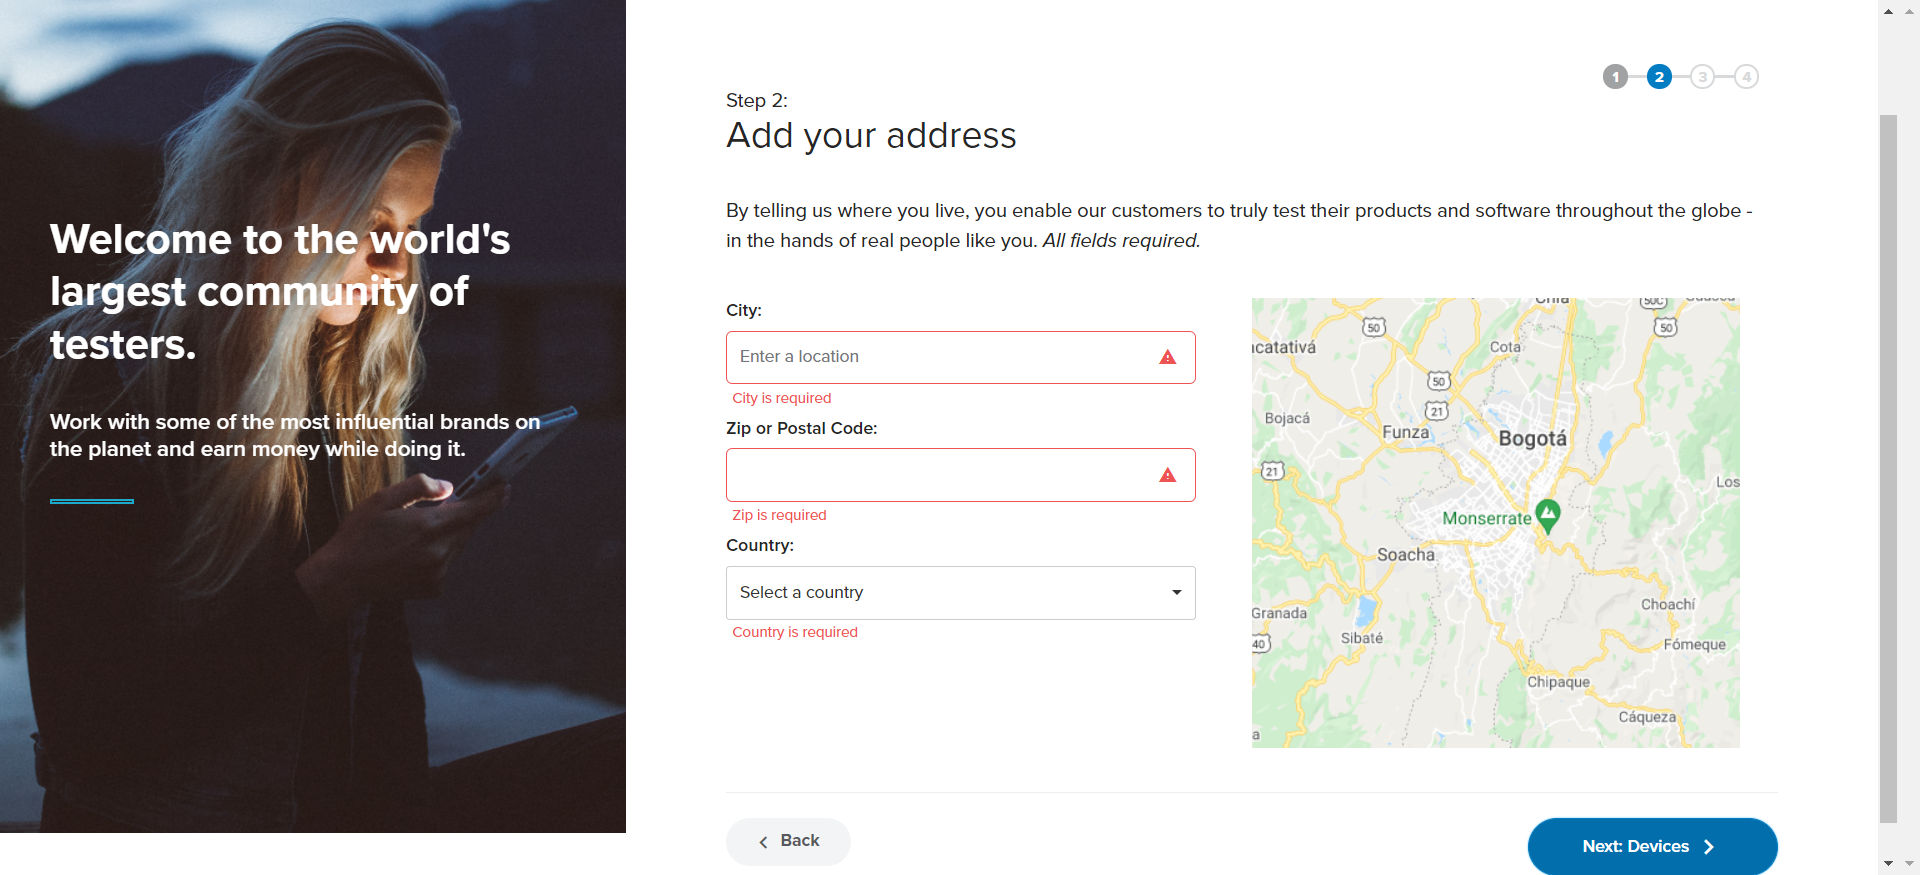 Welcome to the world's
largest community of
testers.
Work with some of the most influential brands on
the planet and earn money while doing it.
1
2
3
4
Step 2:
Add your address
By telling us where you live, you enable our customers to truly test their products and software throughout the globe -
in the hands of real people like you. All fields required.
City:
Enter a location
City is required
Zip or Postal Code:
Zip is required
Country:
Select a country
Country is required
Chía
50C
50
50
acatativá
Cota
50
21
Bojacá
Funza
Bogotá
21
Los
Monserrate
Soacha
Granada
Choachí
40
Sibaté
Fómeque
Chipaque
Cáqueza
a
Back
Next: Devices